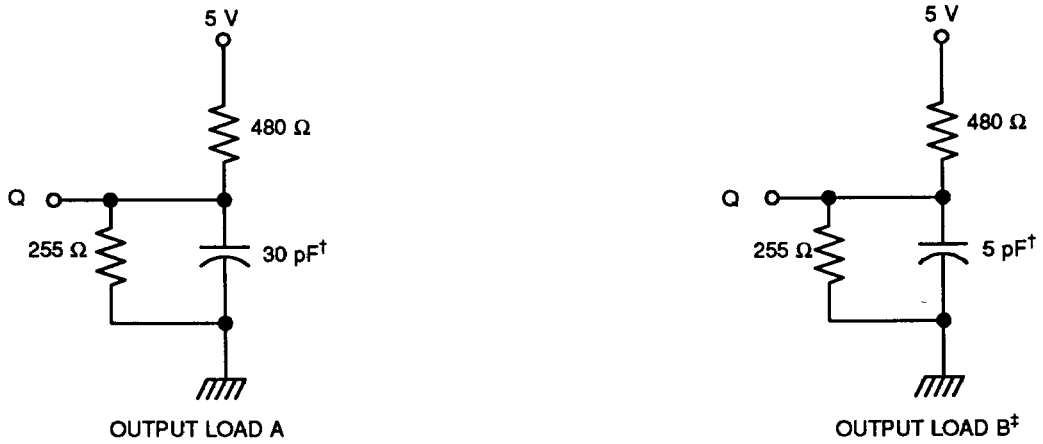 5 V
480 Ω
Q
255 Ω
30 pF†
OUTPUT LOAD A
5 V
480 Ω
Q
255 Ω
5 pF†
OUTPUT LOAD B‡